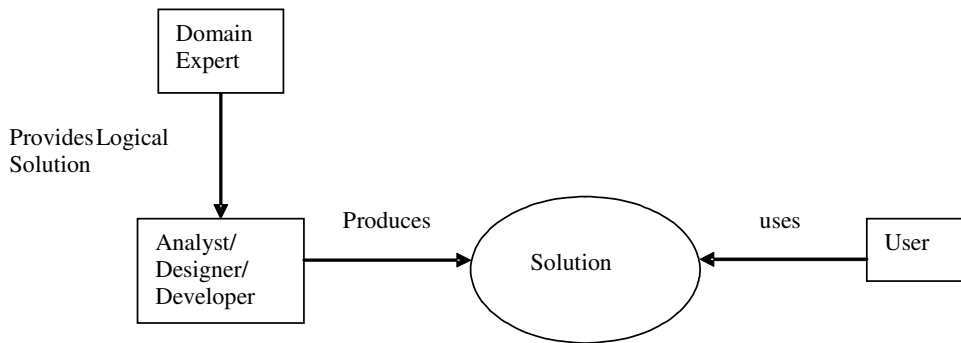 Domain
Expert
Provides Logical
Solution
Analyst/
Designer/
Developer
Produces
Solution
uses
User